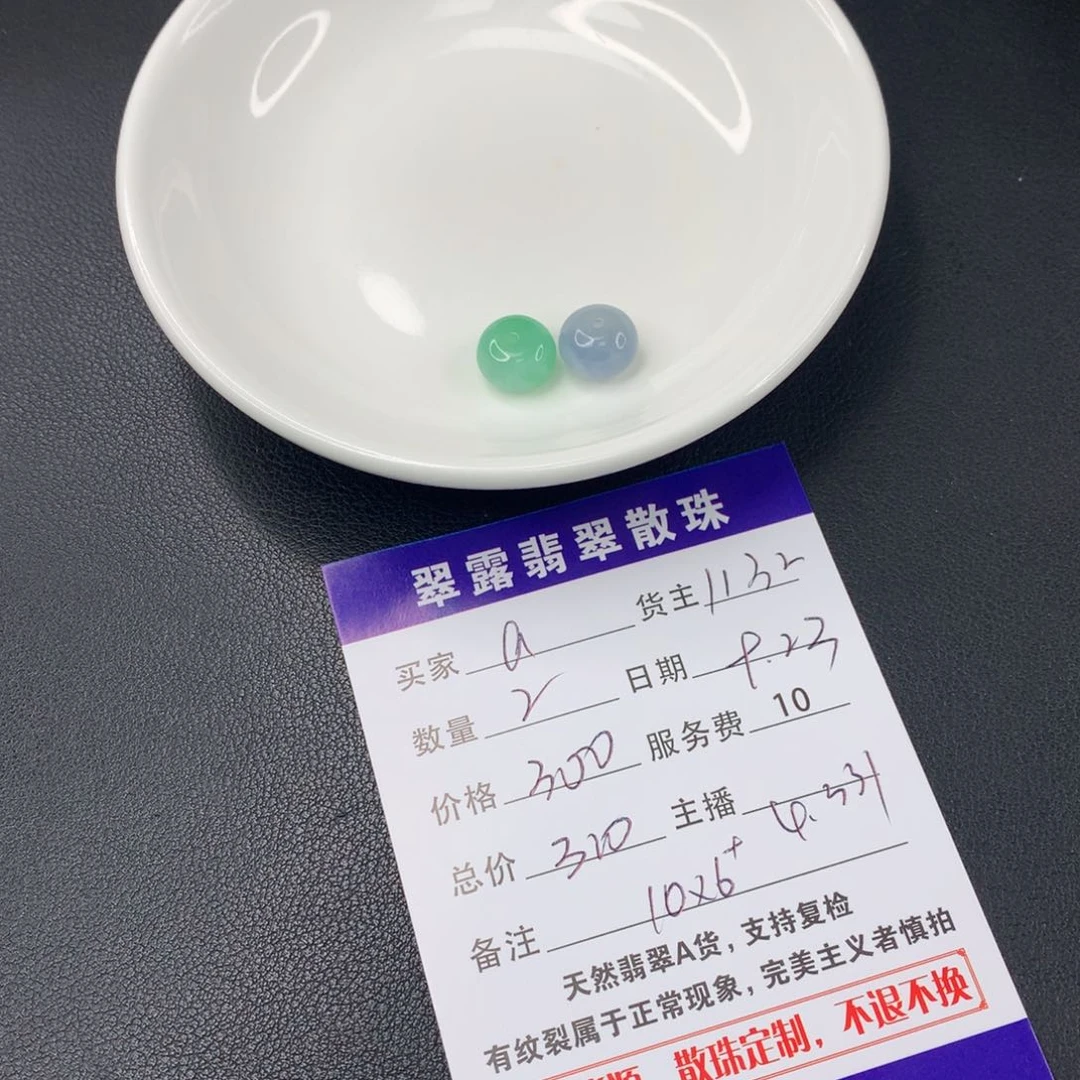 翠露翡翠散珠
买家 a 货主 1132
数量 2 日期 9.23
价格 300 服务费 10
总价 310 主播
备注 10x6+ 4.331
天然翡翠A货，支持复检
有纹裂属于正常现象，完美主义者慎拍
散珠定制，不退不换